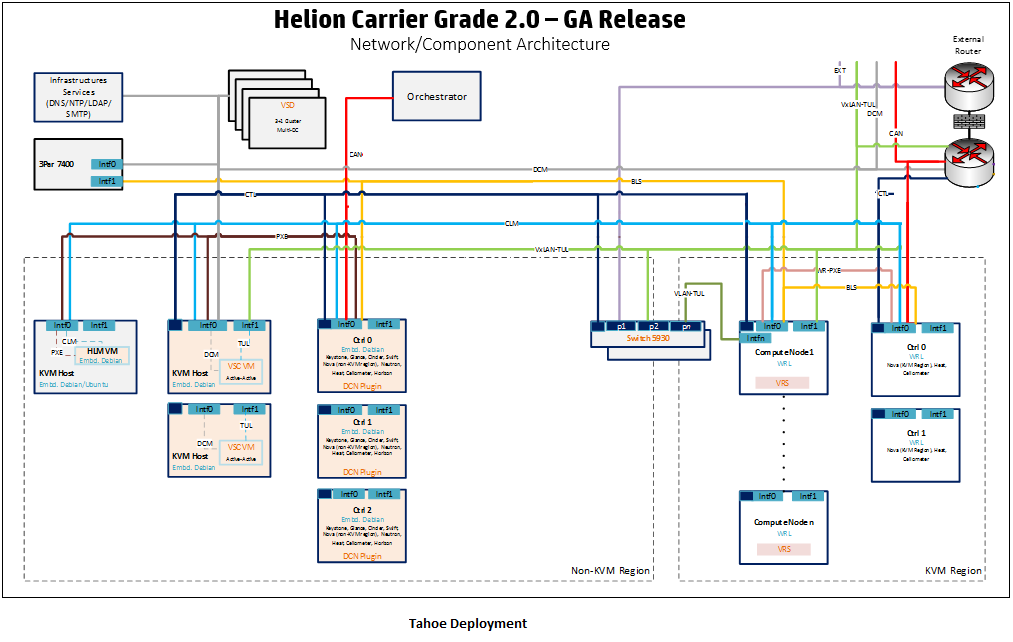 Helion Carrier Grade 2.0 – GA Release
Network/Component Architecture
External
Router
Infrastructures
Services
(DNS/NTP/LDAP/
SMTP)
VSD
2+1 Cluster
Multi-DC
Orchestrator
EXT
VxLAN-TUL
DCM
CAN
3Par 7400
Intf0
Intf1
CAN
DCM
BLS
CTL
CTL
CLM
PXE
VxLAN-TUL
WR-PXE
BLS
VLAN-TUL
Intf0
Intf1
CLM
PXE
HLM VM
Embd. Debian
KVM Host
Embd. Debian/Ubuntu
Intf0
Intf1
TUL
DCM
VSC VM
Active-Active
KVM Host
Embd. Debian
Intf0
Intf1
TUL
DCM
VSC VM
Active-Active
KVM Host
Embd. Debian
Intf0
Intf1
Ctrl 0
Embd. Debian
Keystone, Glance, Cinder, Swift,
Nova (non-KVM region), Neutron,
Heat, Ceilometer, Horizon
DCN Plugin
Intf0
Intf1
Ctrl 1
Embd. Debian
Keystone, Glance, Cinder, Swift,
Nova (non-KVM region), Neutron,
Heat, Ceilometer, Horizon
DCN Plugin
Intf0
Intf1
Ctrl 2
Embd. Debian
Keystone, Glance, Cinder, Swift,
Nova (non-KVM region), Neutron,
Heat, Ceilometer, Horizon
DCN Plugin
p1
p2
pn
Switch 5930
Intf0
Intf1
Intfn
ComputeNode1
WRL
VRS
Intf0
Intf1
ComputeNoden
WRL
VRS
Intf0
Intf1
Ctrl 0
WRL
Nova (KVM Region), Heat,
Ceilometer
Intf0
Intf1
Ctrl 1
WRL
Nova (KVM Region), Heat,
Ceilometer
Non-KVM Region
KVM Region
Tahoe Deployment